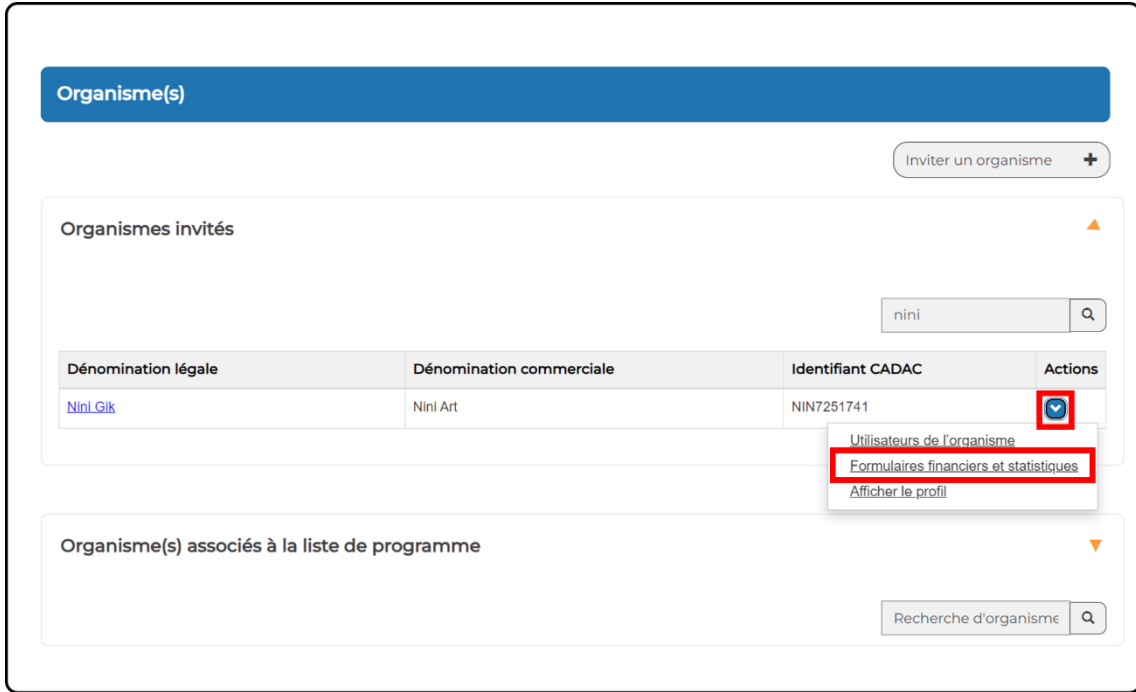 Organisme(s)
Inviter un organisme +
Organismes invités
nini
Dénomination légale Dénomination commerciale Identifiant CADAC Actions
Nini Gik Nini Art NIN7251741
Utilisateurs de l'organisme
Formulaires financiers et statistiques
Afficher le profil
Organisme(s) associés à la liste de programme
Recherche d'organisme